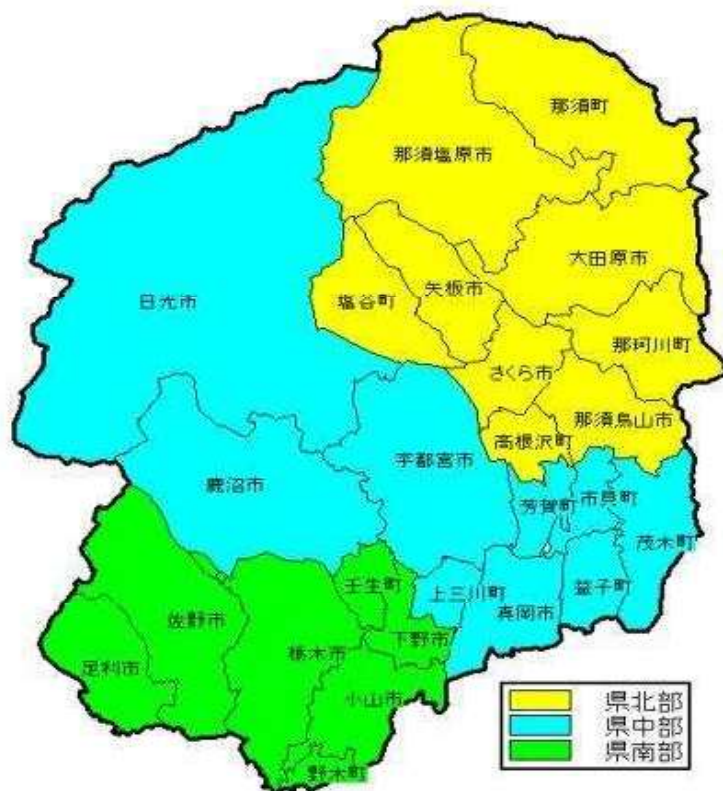 那須町
那須塩原市
大田原市
矢板市
塩谷町
日光市
那珂川町
さくら市
那須烏山市
高根沢町
宇都宮市
鹿沼市
市貝町
芳賀町
茂木町
壬生町
上三川町
益子町
真岡市
佐野市
下野市
栃木市
足利市
小山市
野木町
県北部
県中部
県南部